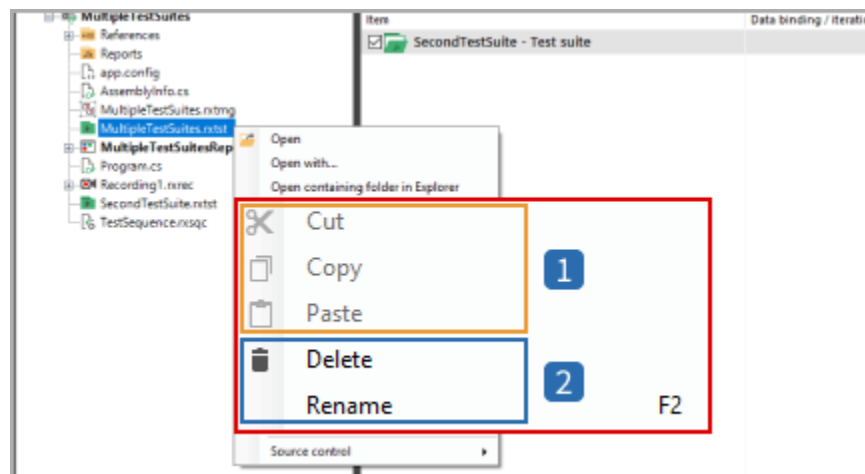 MultipleTestSuites
References
Reports
app.config
AssemblyInfo.cs
MultipleTestSuites.rxtmg
MultipleTestSuites.rxtst
MultipleTestSuitesRep
Program.cs
Recording1.rxrec
SecondTestSuite.rxtst
TestSequence.rxsqc
Item
Data binding / iteratio
SecondTestSuite - Test suite
Open
Open with...
Open containing folder in Explorer
Cut
Copy
Paste
1
Delete
Rename F2
2
Source control